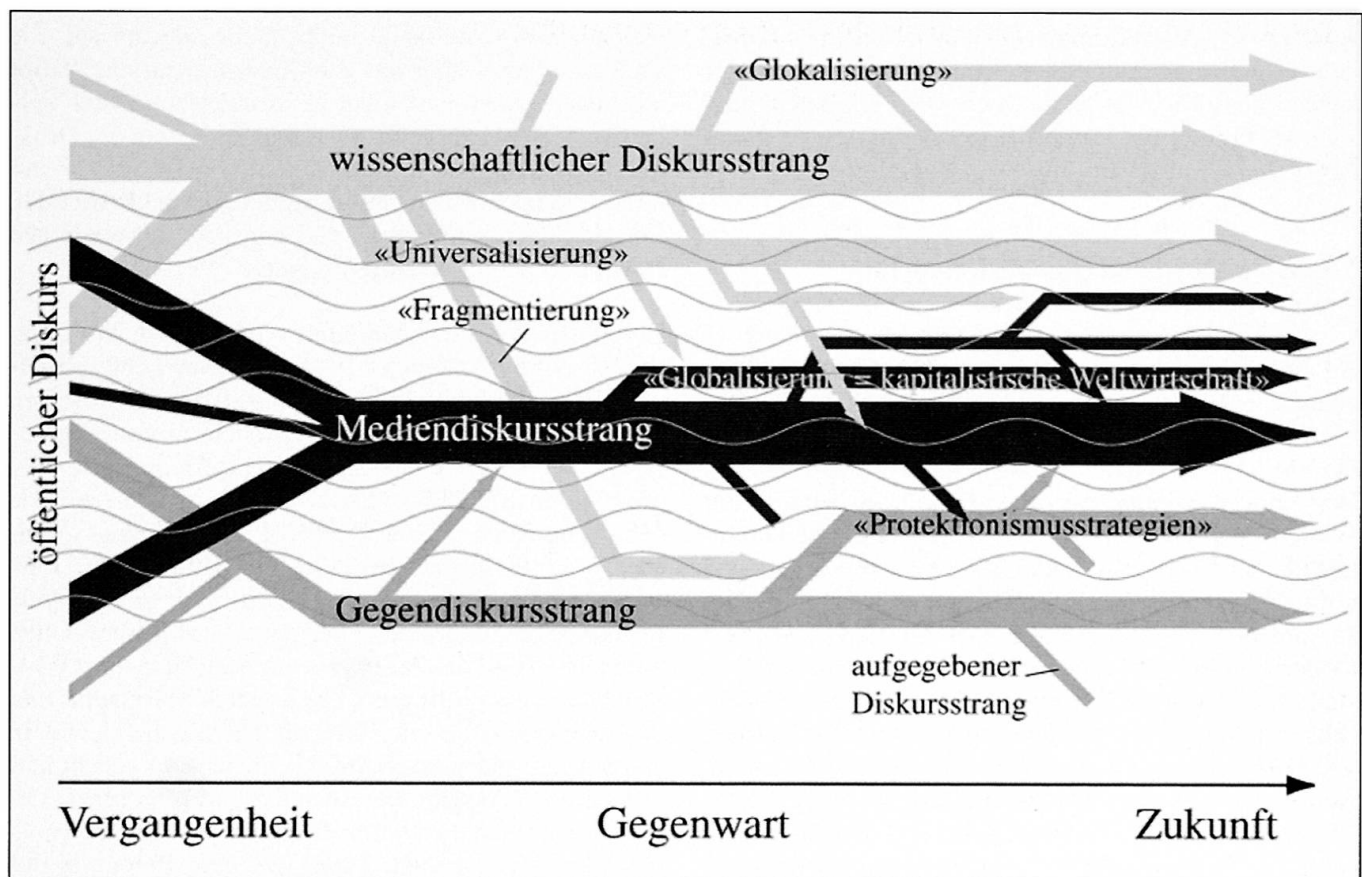 «Glokalisierung»
wissenschaftlicher Diskursstrang
«Universalisierung»
«Fragmentierung»
öffentlicher Diskurs
«Globalisierung = kapitalistische Weltwirtschaft»
Mediendiskursstrang
«Protektionismusstrategien»
Gegendiskursstrang
aufgegebener
Diskursstrang
Vergangenheit
Gegenwart
Zukunft